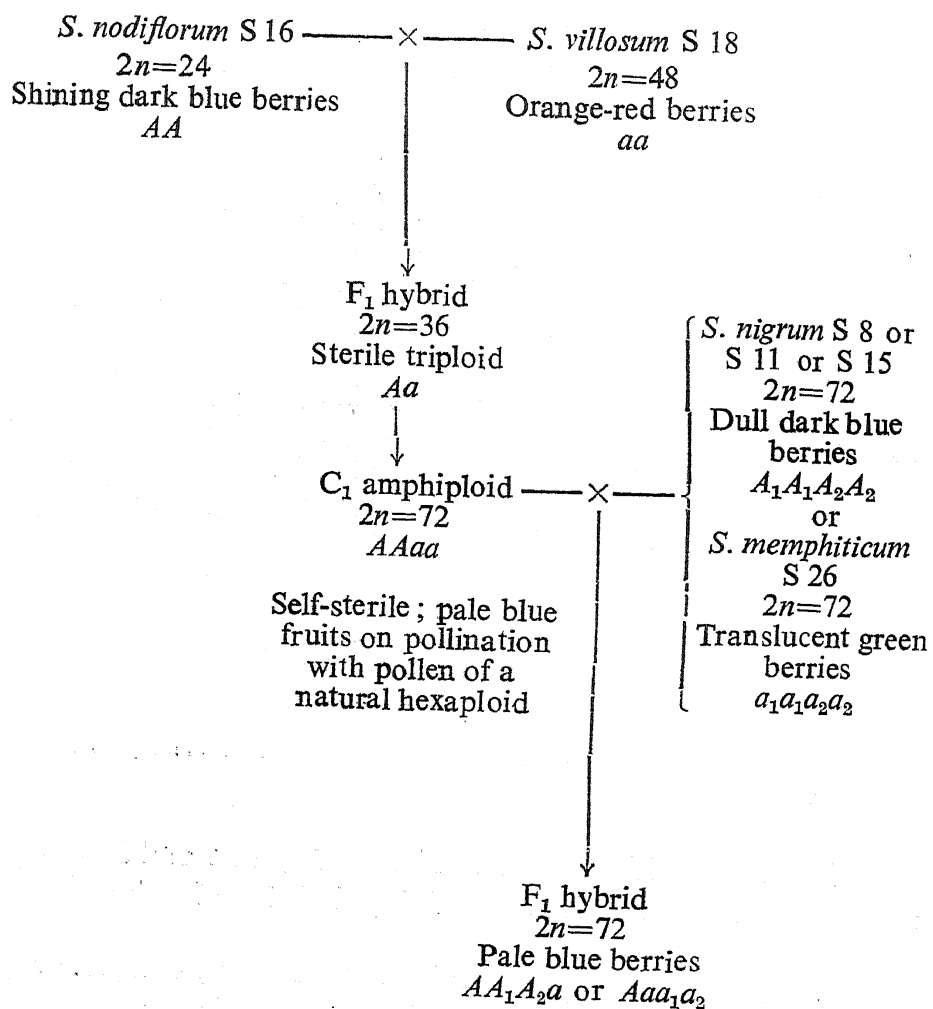 S. nodiflorum S 16 — × — S. villosum S 18
2n=24
Shining dark blue berries
AA
2n=48
Orange-red berries
aa
F₁ hybrid
2n=36
Sterile triploid
Aa
C₁ amphiploid — × —
2n=72
AAaa
Self-sterile; pale blue
fruits on pollination
with pollen of a
natural hexaploid
S. nigrum S 8 or
S 11 or S 15
2n=72
Dull dark blue
berries
A₁A₁A₂A₂
or
S. memphiticum
S 26
2n=72
Translucent green
berries
a₁a₁a₂a₂
F₁ hybrid
2n=72
Pale blue berries
AA₁A₂a or Aaa₁a₂